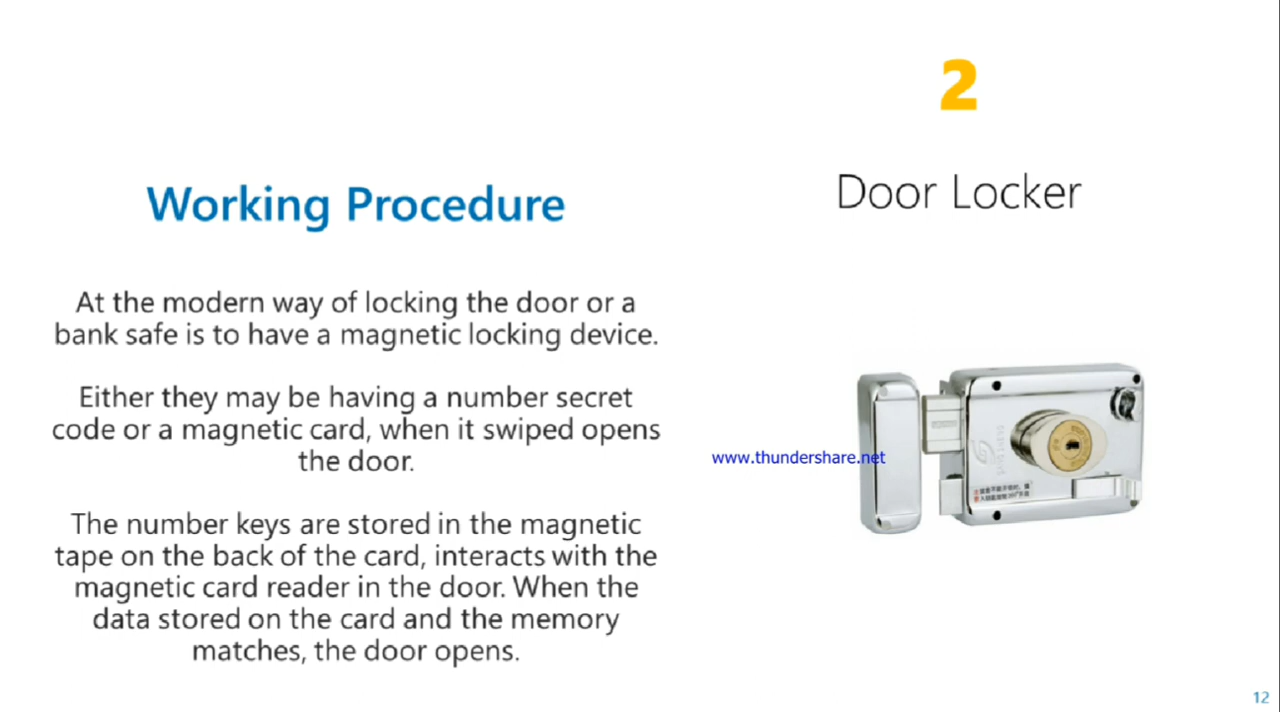 2
Door Locker
Working Procedure
At the modern way of locking the door or a
bank safe is to have a magnetic locking device.
Either they may be having a number secret
code or a magnetic card, when it swiped opens
the door.
The number keys are stored in the magnetic
tape on the back of the card, interacts with the
magnetic card reader in the door. When the
data stored on the card and the memory
matches, the door opens.
www.thundershare.net
12